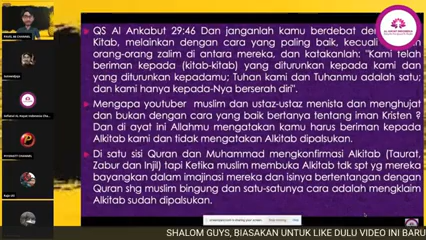 QS Al Ankabut 29:46 Dan janganlah kamu berdebat de
Kitab, melainkan dengan cara yang paling baik, kecuali
orang-orang zalim di antara mereka, dan katakanlah: "Kami telah
beriman kepada (kitab-kitab) yang diturunkan kepada kami dan
yang diturunkan kepadamu; Tuhan kami dan Tuhanmu adalah satu;
dan kami hanya kepada-Nya berserah diri".
Mengapa youtuber muslim dan ustaz-ustaz menista dan menghujat
dan bukan dengan cara yang baik bertanya tentang iman Kristen ?
Dan di ayat ini Allahmu mengatakan kamu harus beriman kepada
Alkitab kami dan tidak mengatakan Alkitab dipalsukan.
Di satu sisi Quran dan Muhammad mengkonfirmasi Alkitab (Taurat,
Zabur dan Injil) tapi Ketika muslim membuka Alkitab tdk spt yg mereka
bayangkan dalam imajinasi mereka dan isinya bertentangan dengan
Quran shg muslim bingung dan satu-satunya cara adalah mengklaim
Alkitab sudah dipalsukan.
SHALOM GUYS, BIASAKAN UNTUK LIKE DULU VIDEO INI BARU